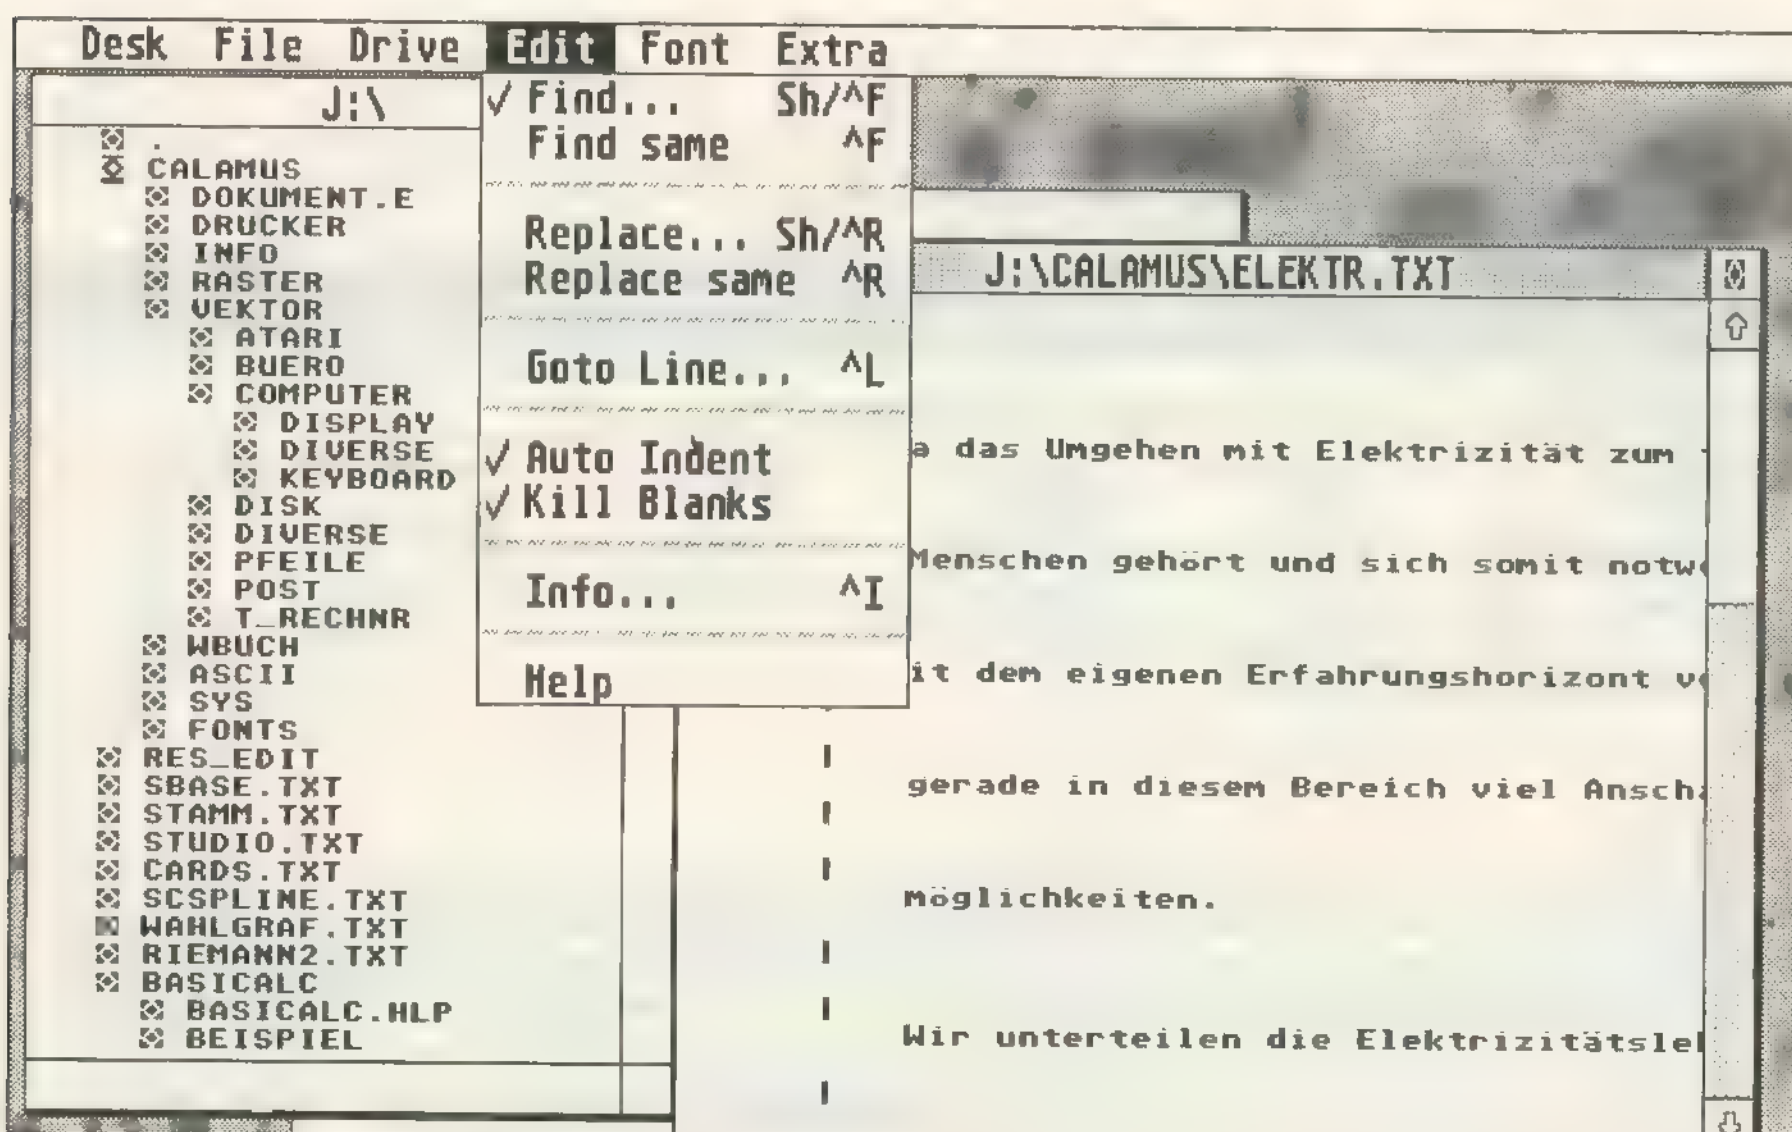 Desk File Drive Edit Font Extra
J:\
.
CALAMUS
DOKUMENT.E
DRUCKER
INFO
RASTER
VEKTOR
ATARI
BUERO
COMPUTER
DISPLAY
DIVERSE
KEYBOARD
DISK
DIVERSE
PFEILE
POST
T_RECHNR
WBUCH
ASCII
SYS
FONTS
RES_EDIT
SBASE.TXT
STAMM.TXT
STUDIO.TXT
CARDS.TXT
SCSPLINE.TXT
WAHLGRAF.TXT
RIEMANN2.TXT
BASICALC
BASICALC.HLP
BEISPIEL
✓ Find... Sh/^F
Find same ^F
Replace... Sh/^R
Replace same ^R
Goto Line... ^L
✓ Auto Indent
✓ Kill Blanks
Info... ^I
Help
J:\CALAMUS\ELEKTR.TXT
a das Umgehen mit Elektrizität zum
Menschen gehört und sich somit notw
it dem eigenen Erfahrungshorizont v
gerade in diesem Bereich viel Ansch
möglichkeiten.
Wir unterteilen die Elektrizitätsle